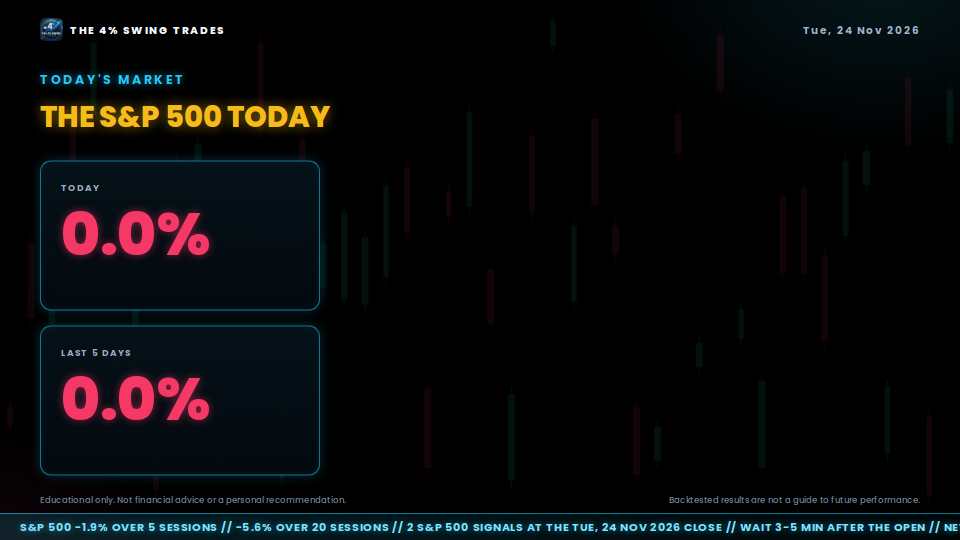 THE 4% SWING TRADES
Tue, 24 Nov 2026
TODAY'S MARKET
THE S&P 500 TODAY
TODAY
0.0%
LAST 5 DAYS
0.0%
Educational only. Not financial advice or a personal recommendation.
Backtested results are not a guide to future performance.
S&P 500 -1.9% OVER 5 SESSIONS // -5.6% OVER 20 SESSIONS // 2 S&P 500 SIGNALS AT THE TUE, 24 NOV 2026 CLOSE // WAIT 3-5 MIN AFTER THE OPEN //